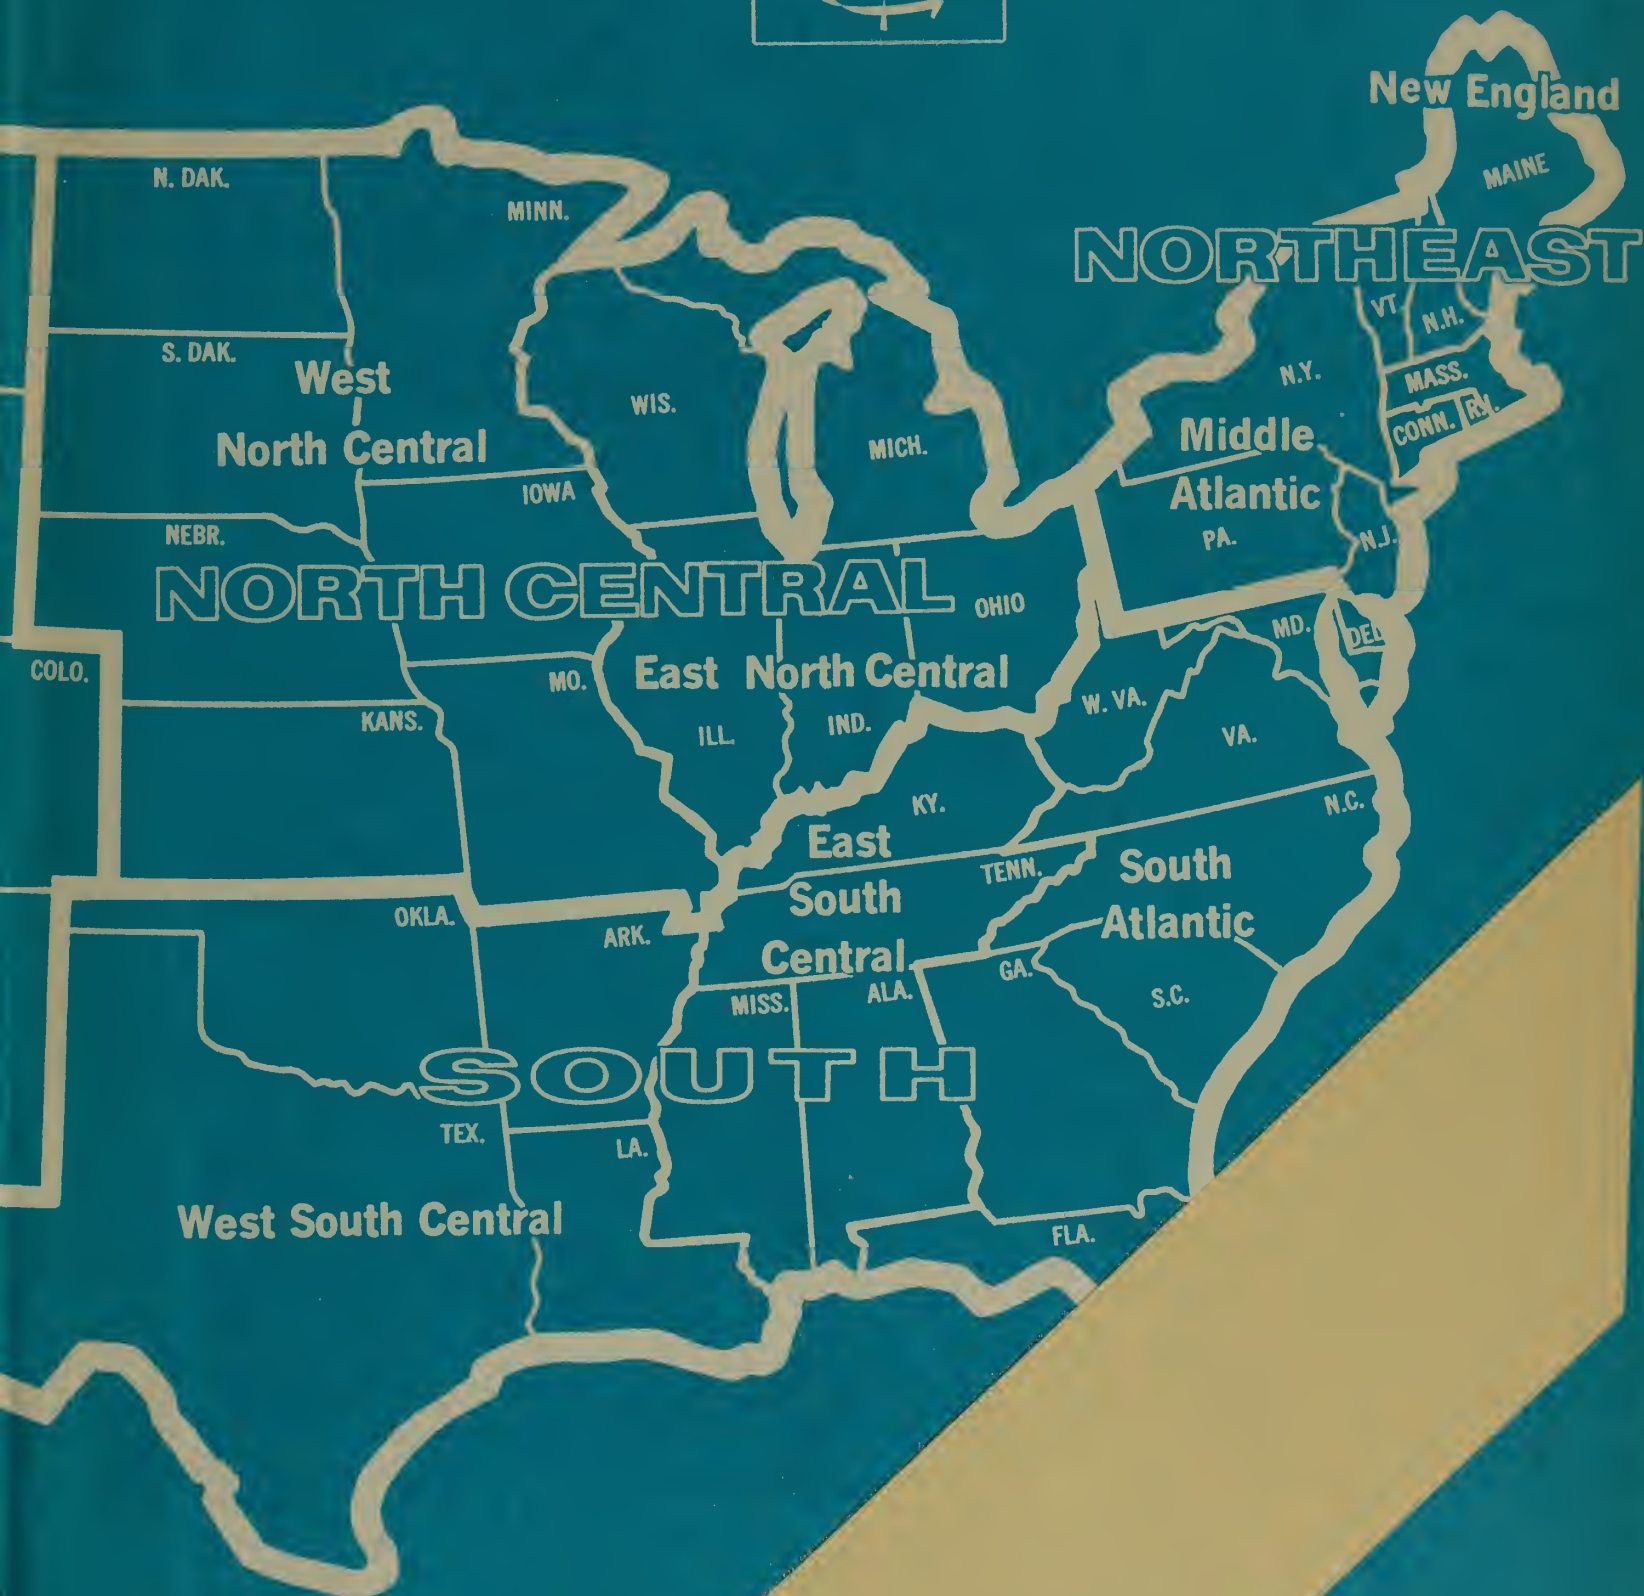 New England
MAINE
N. DAK.
MINN.
NORTHEAST
VT.
N.H.
S. DAK.
West
WIS.
N.Y.
MASS.
North Central
MICH.
Middle
CONN.
IOWA
Atlantic
NEBR.
PA.
N.J.
NORTH CENTRAL
OHIO
MD.
DEL
COLO.
MO.
East North Central
W. VA.
KANS.
ILL.
IND.
VA.
KY.
N.C.
East
TENN.
South
South
OKLA.
ARK.
Atlantic
Central
GA.
MISS.
ALA.
S.C.
SOUTH
TEX.
LA.
West South Central
FLA.